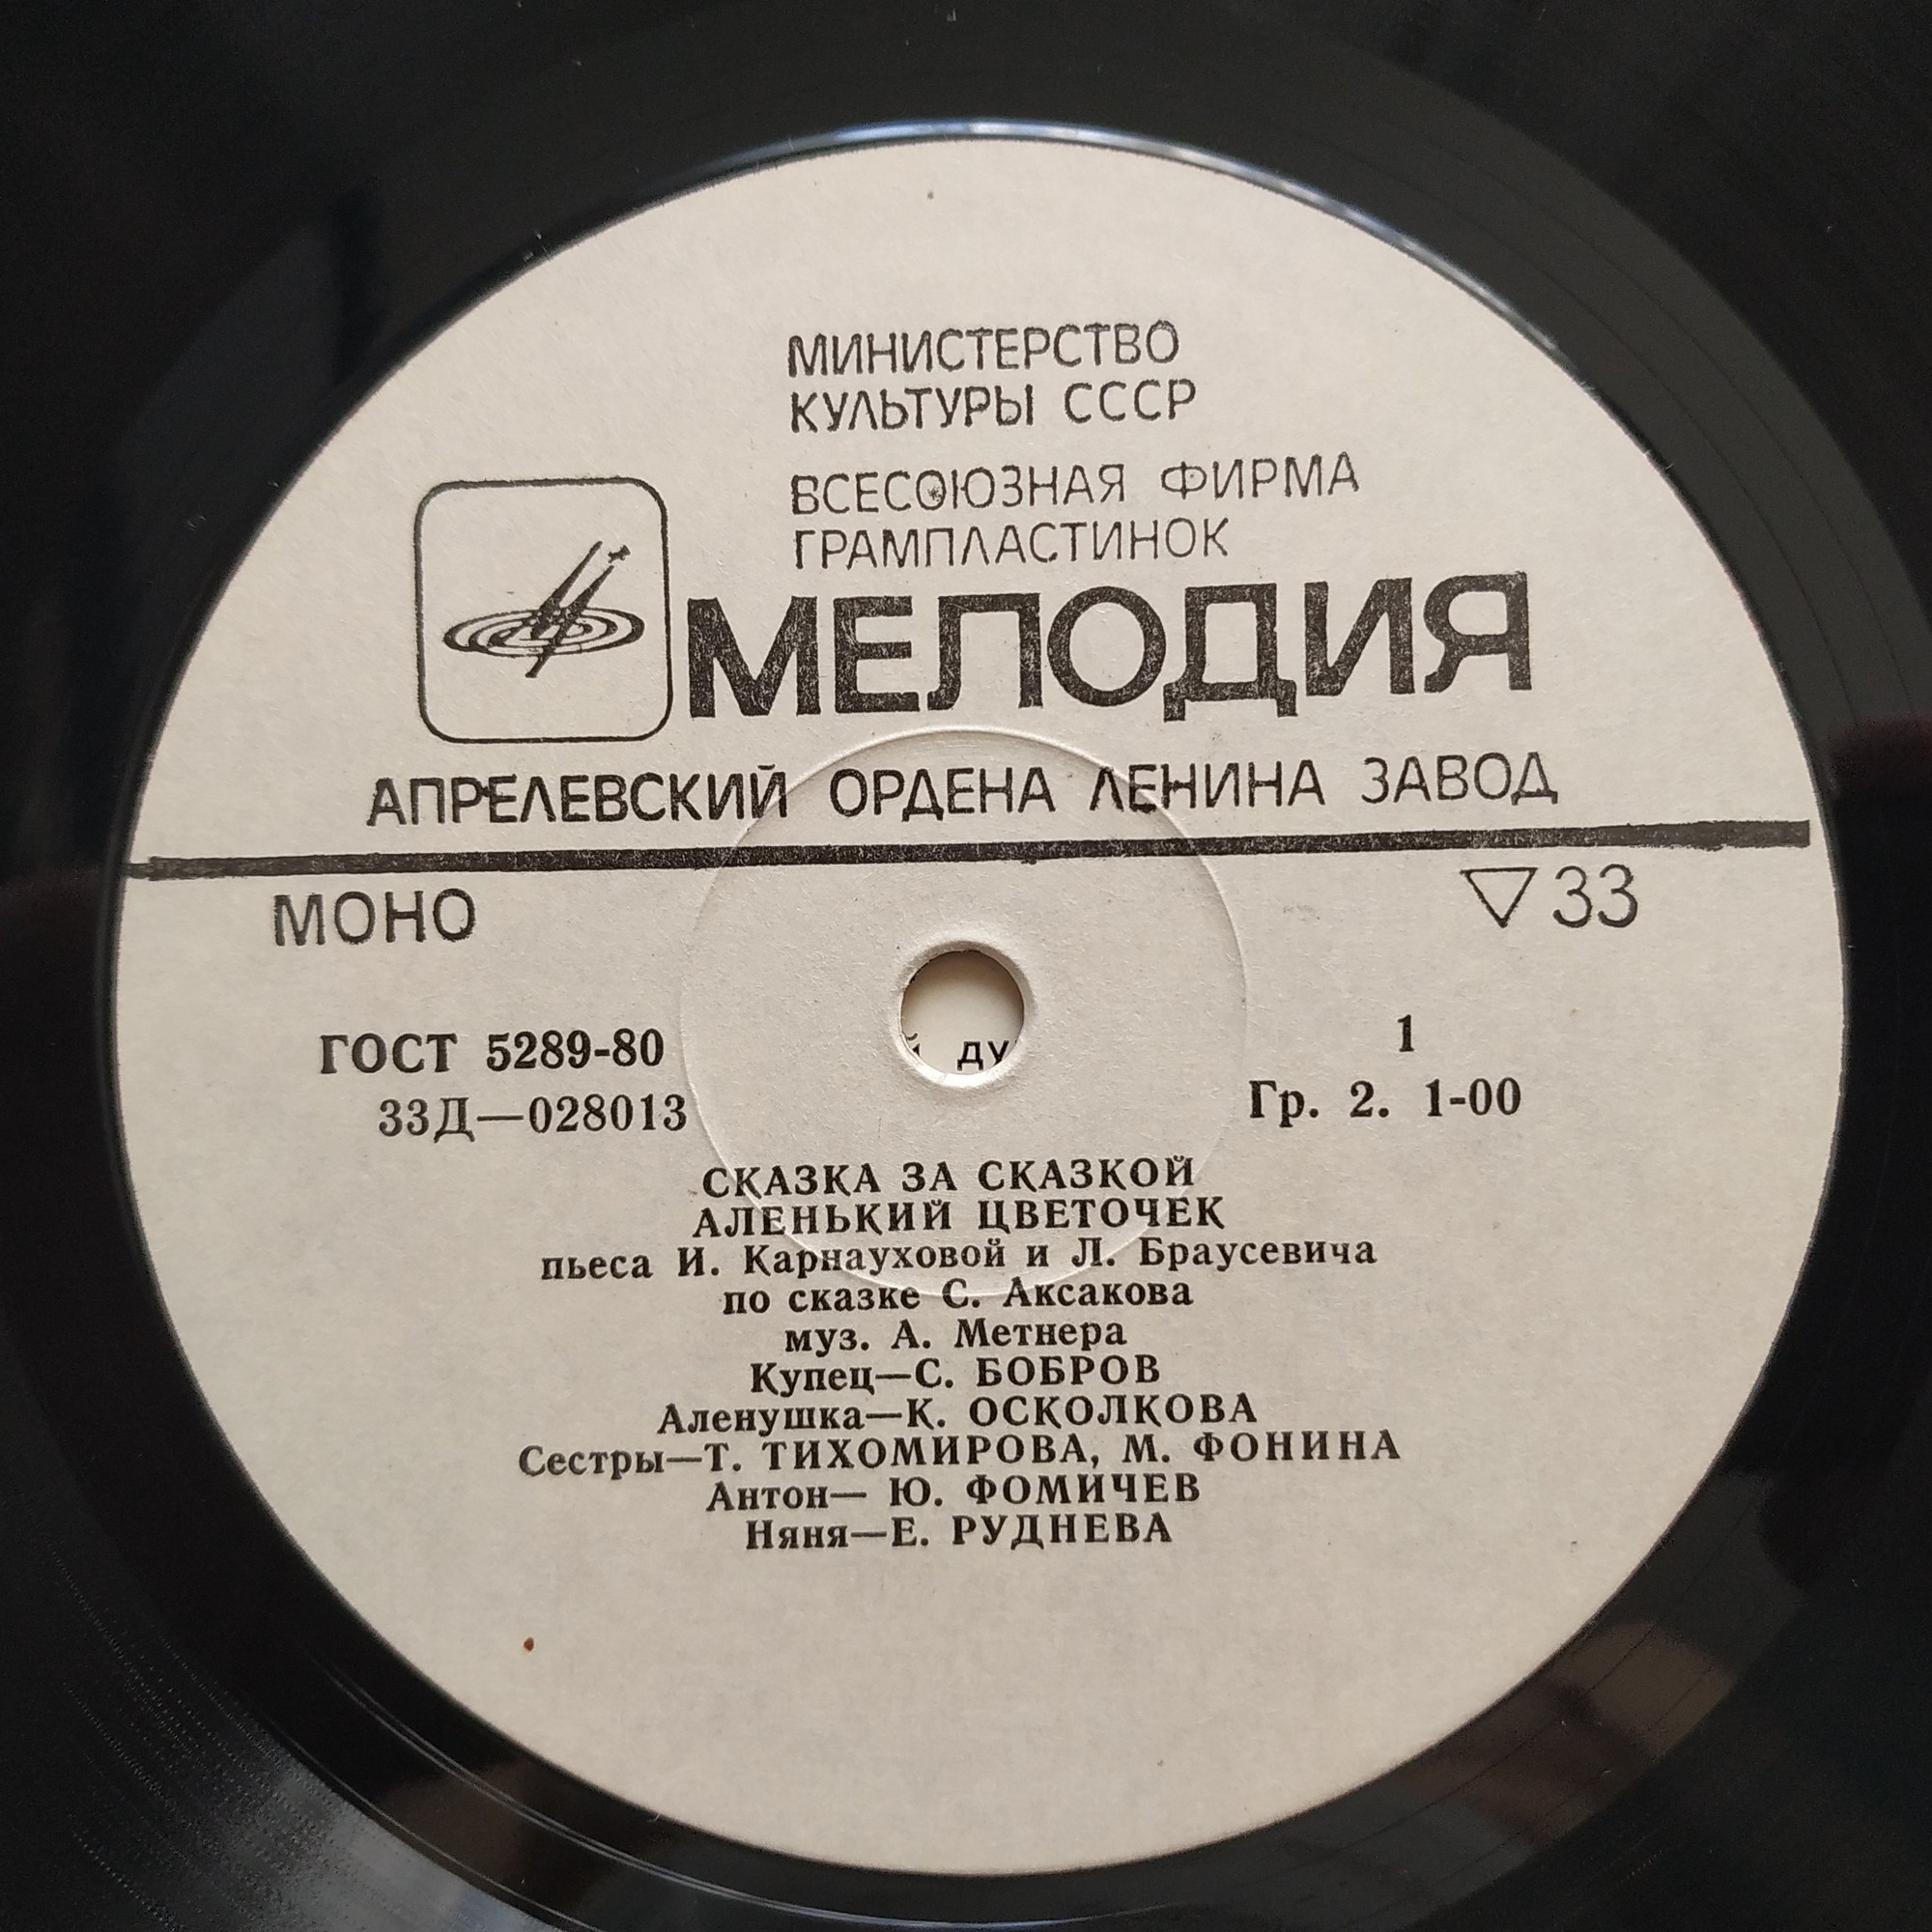 МИНИСТЕРСТВО
КУЛЬТУРЫ СССР
ВСЕСОЮЗНАЯ ФИРМА
ГРАМПЛАСТИНОК
МЕЛОДИЯ
АПРЕЛЕВСКИЙ ОРДЕНА ЛЕНИНА ЗАВОД
МОНО
33
ГОСТ 5289-80
1
33Д—028013
Гр. 2. 1-00
СКАЗКА ЗА СКАЗКОЙ
АЛЕНЬКИЙ ЦВЕТОЧЕК
пьеса И. Карнауховой и Л. Браусевича
по сказке С. Аксакова
муз. А. Метнера
Купец—С. БОБРОВ
Аленушка—К. ОСКОЛКОВА
Сестры—Т. ТИХОМИРОВА, М. ФОНИНА
Антон— Ю. ФОМИЧЕВ
Няня—Е. РУДНЕВА